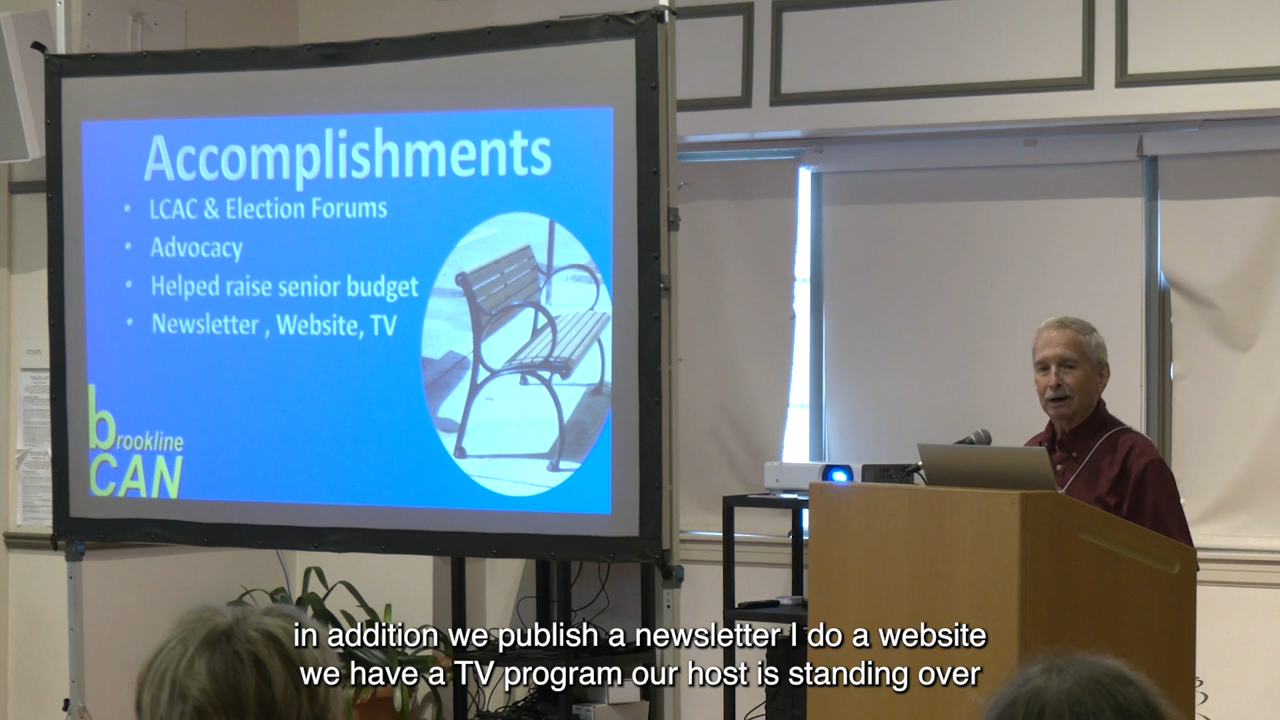 Accomplishments
• LCAC & Election Forums
• Advocacy
• Helped raise senior budget
• Newsletter , Website, TV
brookline
CAN
in addition we publish a newsletter I do a website
we have a TV program our host is standing over